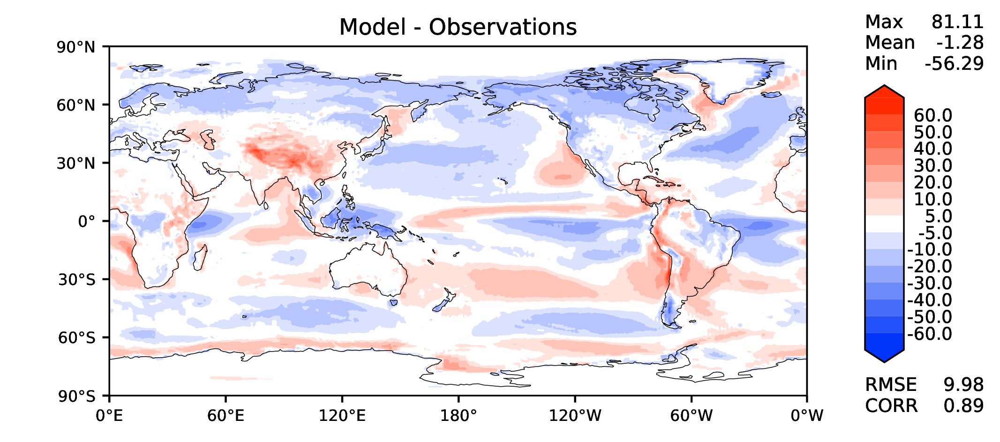 Model - Observations
Max 81.11
Mean -1.28
Min -56.29
90°N
60°N
30°N
0°
30°S
60°S
90°S
0°E 60°E 120°E 180° 120°W 60°W 0°W
60.0
50.0
40.0
30.0
20.0
10.0
5.0
-5.0
-10.0
-20.0
-30.0
-40.0
-50.0
-60.0
RMSE 9.98
CORR 0.89